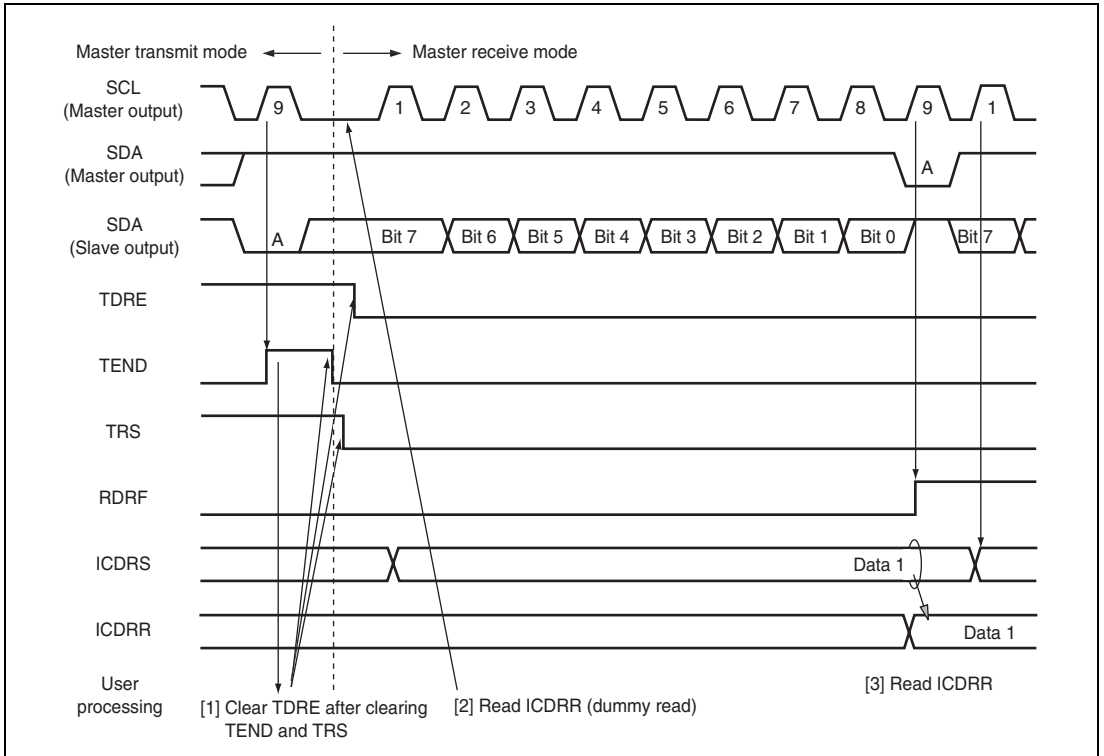 Master transmit mode
Master receive mode
SCL
(Master output)
9
1
2
3
4
5
6
7
8
9
1
SDA
(Master output)
A
SDA
(Slave output)
A
Bit 7
Bit 6
Bit 5
Bit 4
Bit 3
Bit 2
Bit 1
Bit 0
Bit 7
TDRE
TEND
TRS
RDRF
ICDRS
Data 1
ICDRR
Data 1
User
processing
[1] Clear TDRE after clearing
TEND and TRS
[2] Read ICDRR (dummy read)
[3] Read ICDRR